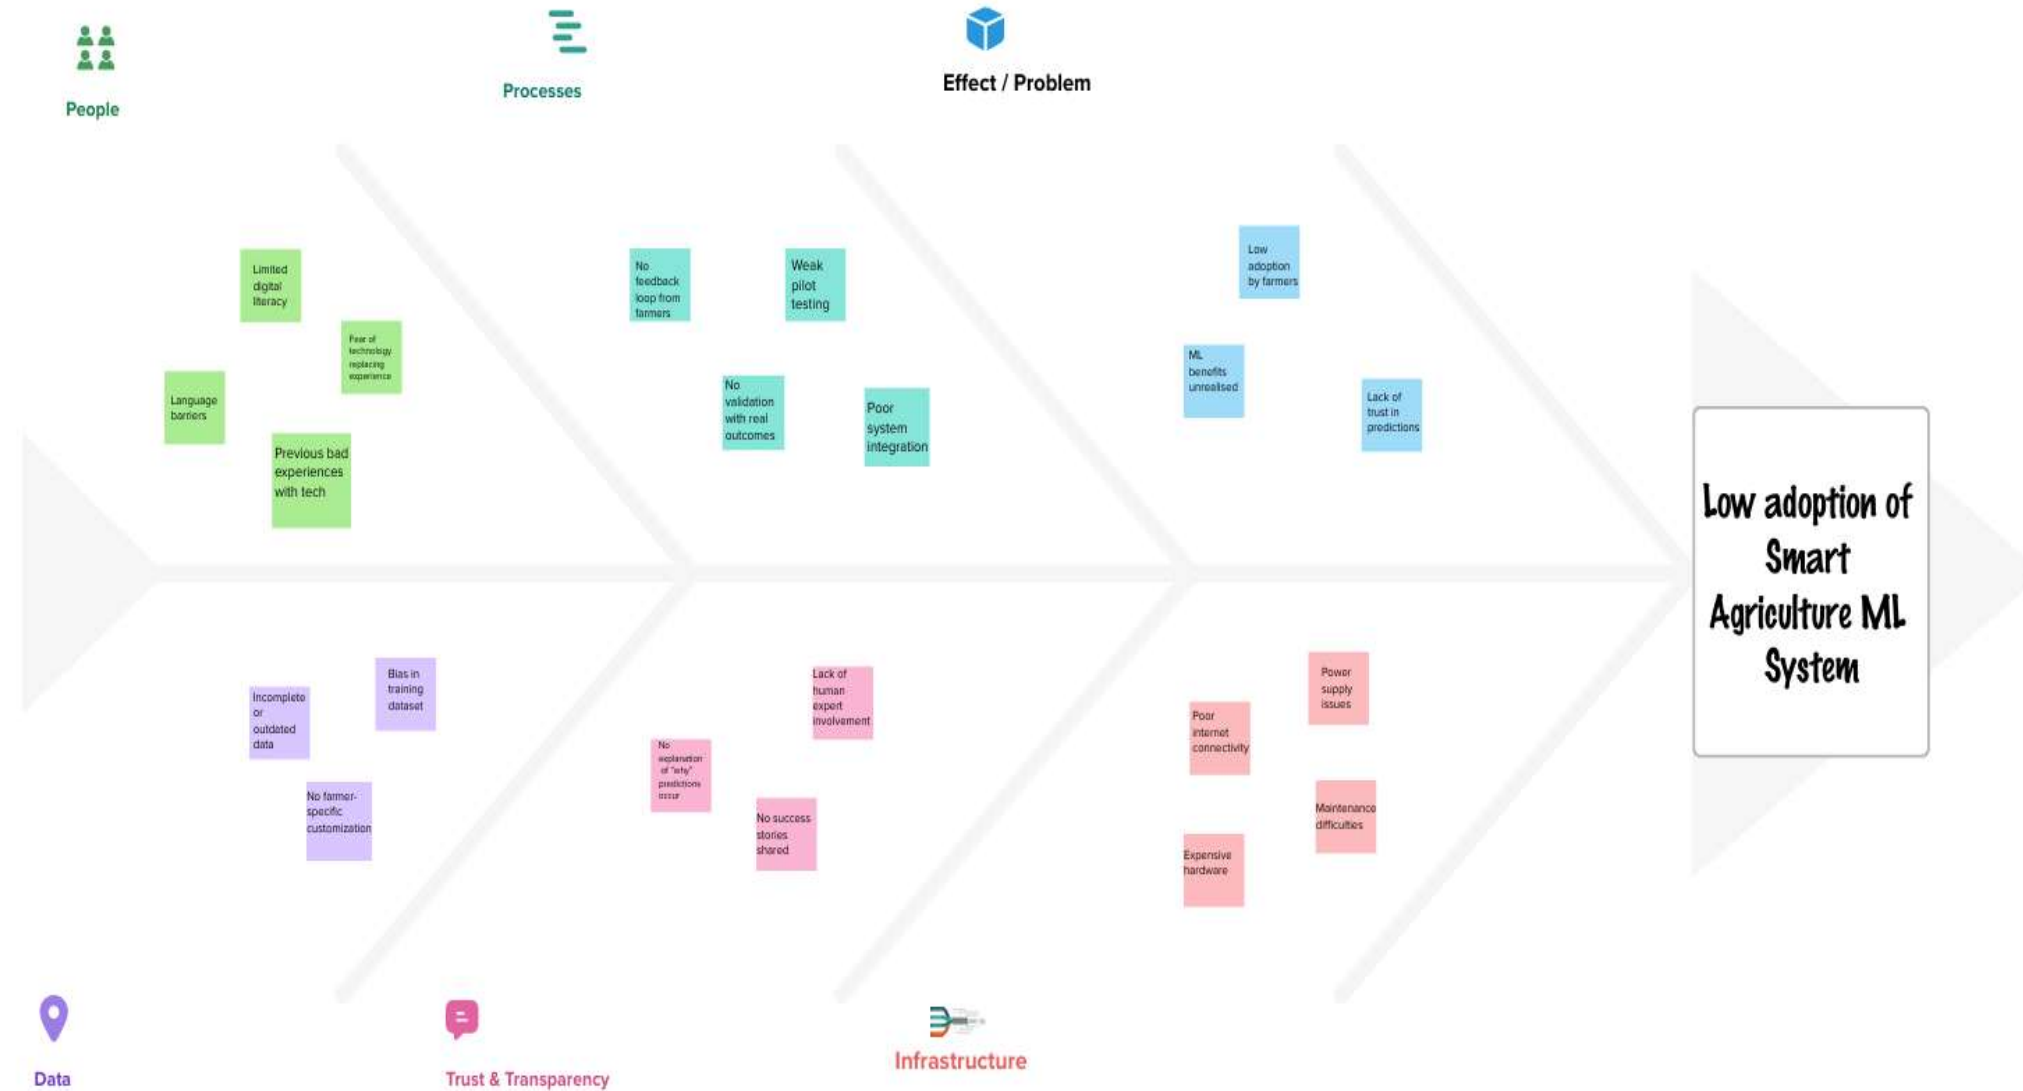 People
Processes
Effect / Problem
Limited
digital
literacy
Fear of
technology
replacing
experience
Language
barriers
Previous bad
experiences
with tech
No
feedback
loop from
farmers
Weak
pilot
testing
No
validation
with real
outcomes
Poor
system
integration
Low
adoption
by farmers
ML
benefits
unrealised
Lack of
trust in
predictions
Low adoption of
Smart
Agriculture ML
System
Incomplete
or
outdated
data
Bias in
training
dataset
No farmer-
specific
customization
Lack of
human
expert
involvement
No
explanation
of "why"
predictions
occur
No success
stories
shared
Power
supply
issues
Poor
internet
connectivity
Maintenance
difficulties
Expensive
hardware
Data
Trust & Transparency
Infrastructure